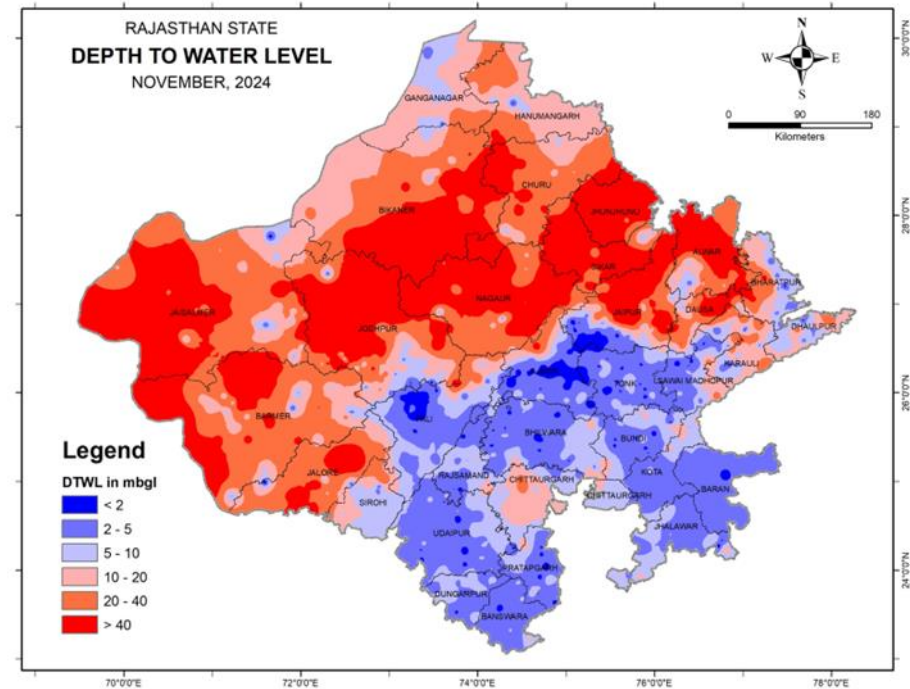 RAJASTHAN STATE
DEPTH TO WATER LEVEL
NOVEMBER, 2024
N
W E
S
0 90 180
Kilometers
30°0'0"N
28°0'0"N
26°0'0"N
24°0'0"N
GANGANAGAR
HANUMANGARH
CHURU
BIKANER
JHUNJHUNU
SIKAR
ALWAR
BHARATPUR
JAISALMER
NAGAUR
JODHPUR
JAIPUR
DAUSA
DHAULPUR
KARAULI
TONK
SAWAI MADHOPUR
BARMER
PALI
BHILWARA
BUNDI
JALORE
RAJSAMAND
CHITTAURGARH
KOTA
BARAN
CHITTAURGARH
SIROHI
JHALAWAR
UDAIPUR
PRATAPGARH
DUNGARPUR
BANSWARA
Legend
DTWL in mbgl
< 2
2 - 5
5 - 10
10 - 20
20 - 40
> 40
70°0'0"E
72°0'0"E
74°0'0"E
76°0'0"E
78°0'0"E